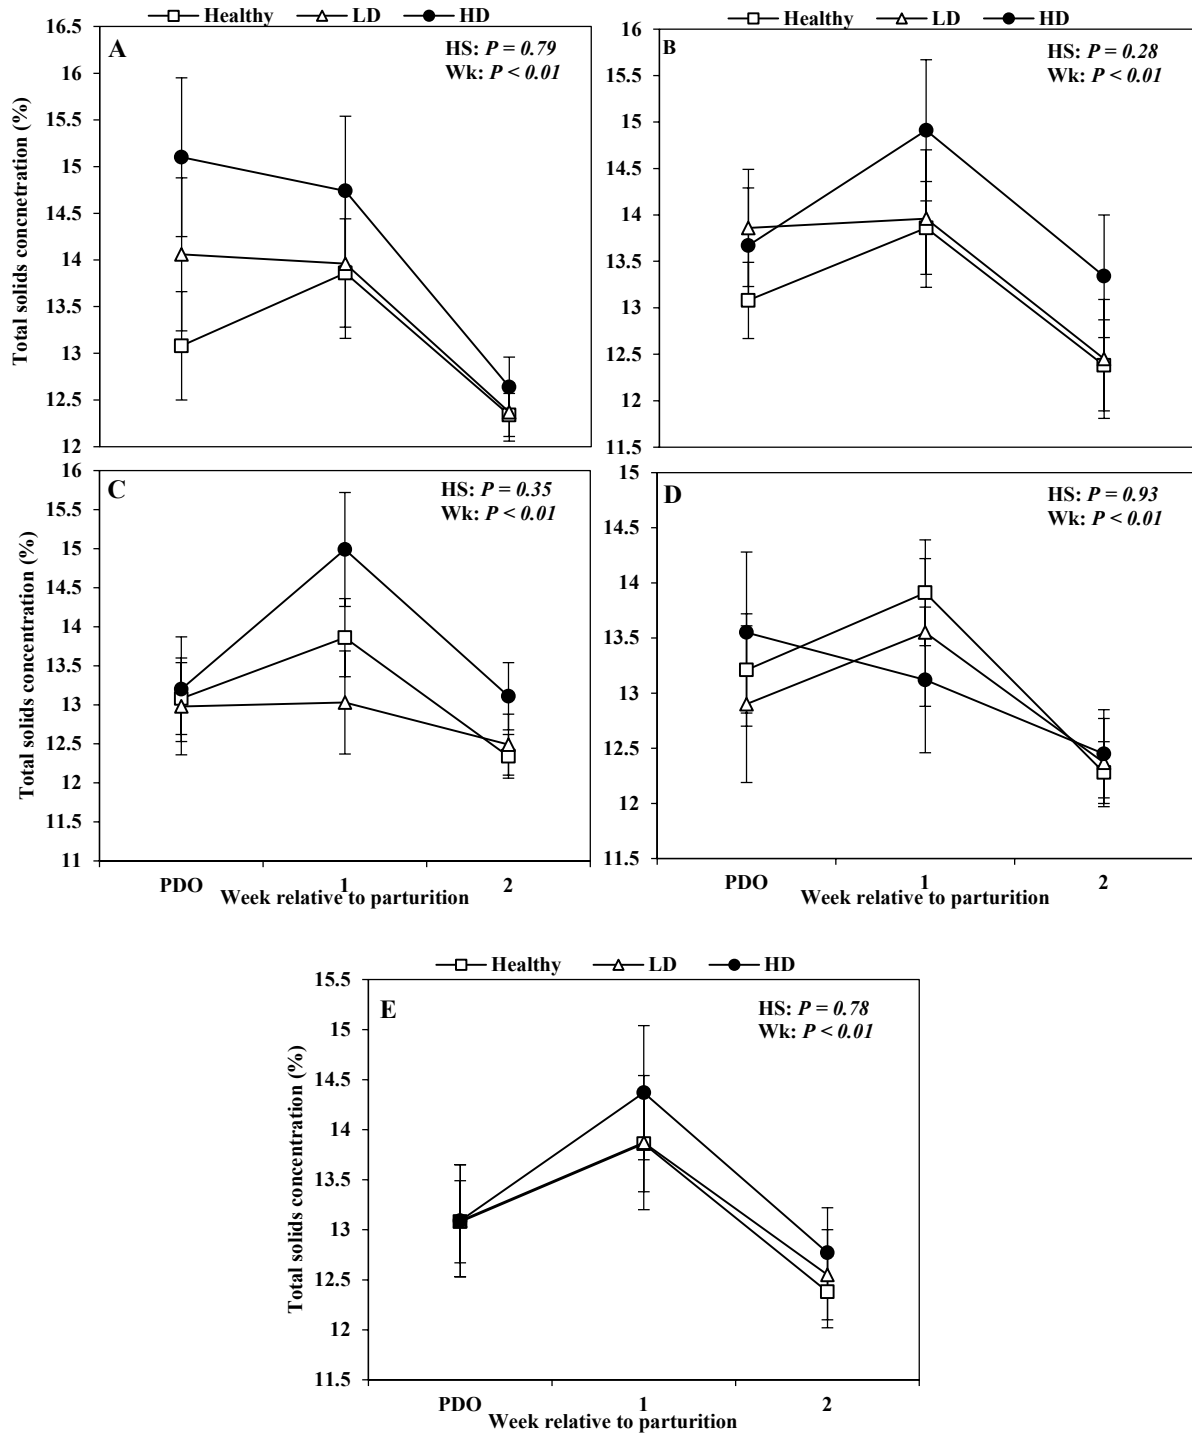 Healthy LD HD
Healthy LD HD
A
HS: P = 0.79
Wk: P < 0.01
16.5
16
15.5
15
14.5
14
13.5
13
12.5
12
Total solids concnetration (%)
B
HS: P = 0.28
Wk: P < 0.01
16
15.5
15
14.5
14
13.5
13
12.5
12
11.5
C
HS: P = 0.35
Wk: P < 0.01
16
15.5
15
14.5
14
13.5
13
12.5
12
11.5
11
Total solids concentration (%)
PDO 1 2
Week relative to parturition
D
HS: P = 0.93
Wk: P < 0.01
15
14.5
14
13.5
13
12.5
12
11.5
PDO 1 2
Week relative to parturition
Healthy LD HD
E
HS: P = 0.78
Wk: P < 0.01
15.5
15
14.5
14
13.5
13
12.5
12
11.5
Total solids concentration (%)
PDO 1 2
Week relative to parturition